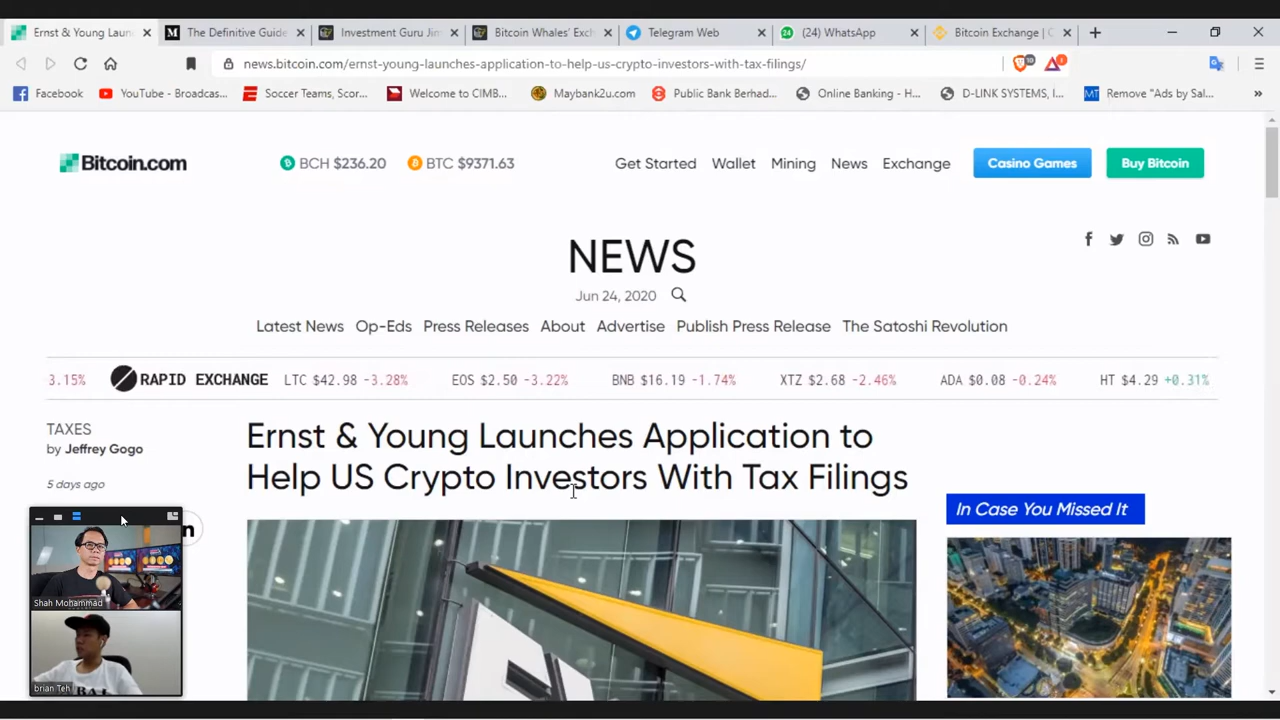 Ernst & Young Laun
The Definitive Guide
Investment Guru Jim
Bitcoin Whales' Exch
Telegram Web
(24) WhatsApp
Bitcoin Exchange | C
news.bitcoin.com/ernst-young-launches-application-to-help-us-crypto-investors-with-tax-filings/
Facebook
YouTube - Broadcas...
Soccer Teams, Scor...
Welcome to CIMB...
Maybank2u.com
Public Bank Berhad...
Online Banking - H...
D-LINK SYSTEMS, I...
Remove "Ads by Sal...
Bitcoin.com
BCH $236.20
BTC $9371.63
Get Started
Wallet
Mining
News
Exchange
Casino Games
Buy Bitcoin
NEWS
Jun 24, 2020
Latest News
Op-Eds
Press Releases
About
Advertise
Publish Press Release
The Satoshi Revolution
3.15%
RAPID EXCHANGE
LTC $42.98 -3.28%
EOS $2.50 -3.22%
BNB $16.19 -1.74%
XTZ $2.68 -2.46%
ADA $0.08 -0.24%
HT $4.29 +0.31%
TAXES
by Jeffrey Gogo
5 days ago
Ernst & Young Launches Application to
Help US Crypto Investors With Tax Filings
In Case You Missed It
Shah Mohammad
brian Teh